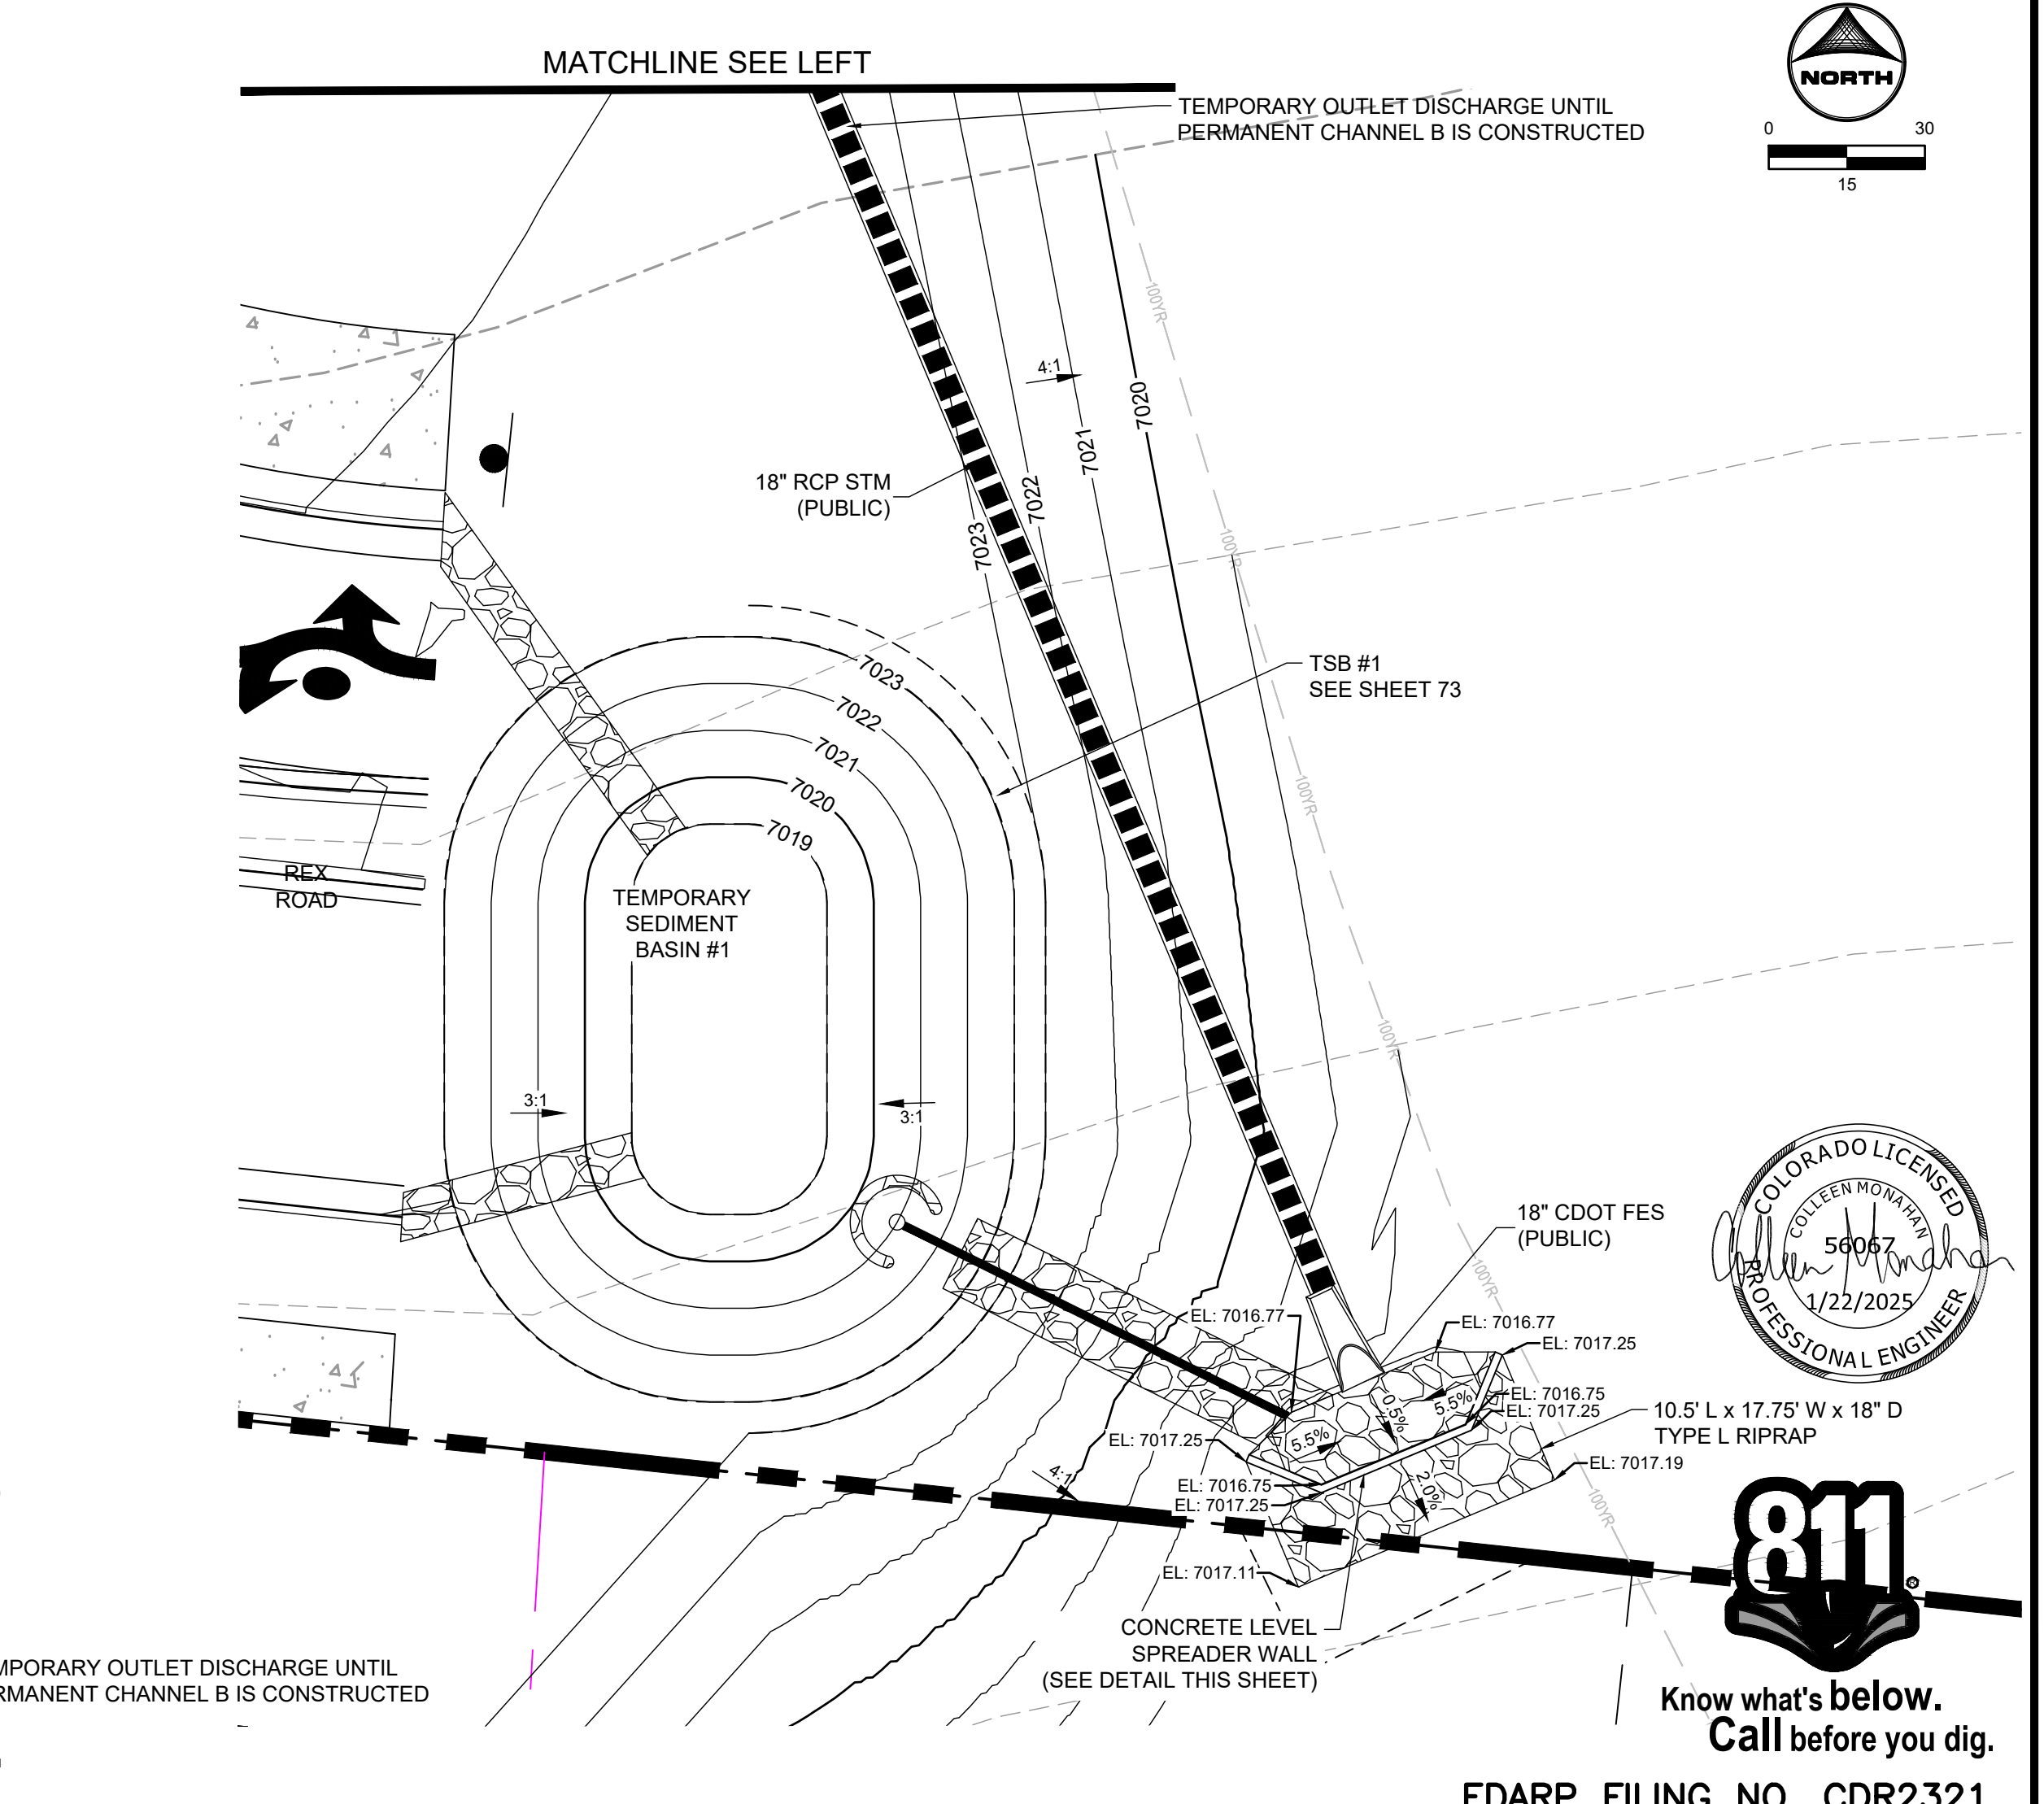 MATCHLINE SEE LEFT
NORTH
0 30
15
TEMPORARY OUTLET DISCHARGE UNTIL
PERMANENT CHANNEL B IS CONSTRUCTED
100YR
4:1
7020
7021
7022
7023
18" RCP STM
(PUBLIC)
100YR
TSB #1
SEE SHEET 73
7023
7022
7021
7020
7019
100YR
REX
ROAD
TEMPORARY
SEDIMENT
BASIN #1
100YR
3:1
3:1
COLORADO LICENSED
COLLEEN MONAHAN
56067
1/22/2025
PROFESSIONAL ENGINEER
18" CDOT FES
(PUBLIC)
100YR
EL: 7016.77
EL: 7016.77
EL: 7017.25
EL: 7016.75
EL: 7017.25
5.5%
0.5%
5.5%
2.0%
10.5' L x 17.75' W x 18" D
TYPE L RIPRAP
EL: 7017.25
EL: 7017.19
4:1
EL: 7016.75
EL: 7017.25
100YR
EL: 7017.11
CONCRETE LEVEL
SPREADER WALL
(SEE DETAIL THIS SHEET)
811
Know what's below.
Call before you dig.
MPORARY OUTLET DISCHARGE UNTIL
RMANENT CHANNEL B IS CONSTRUCTED
EDARP FILING NO. CDR2321